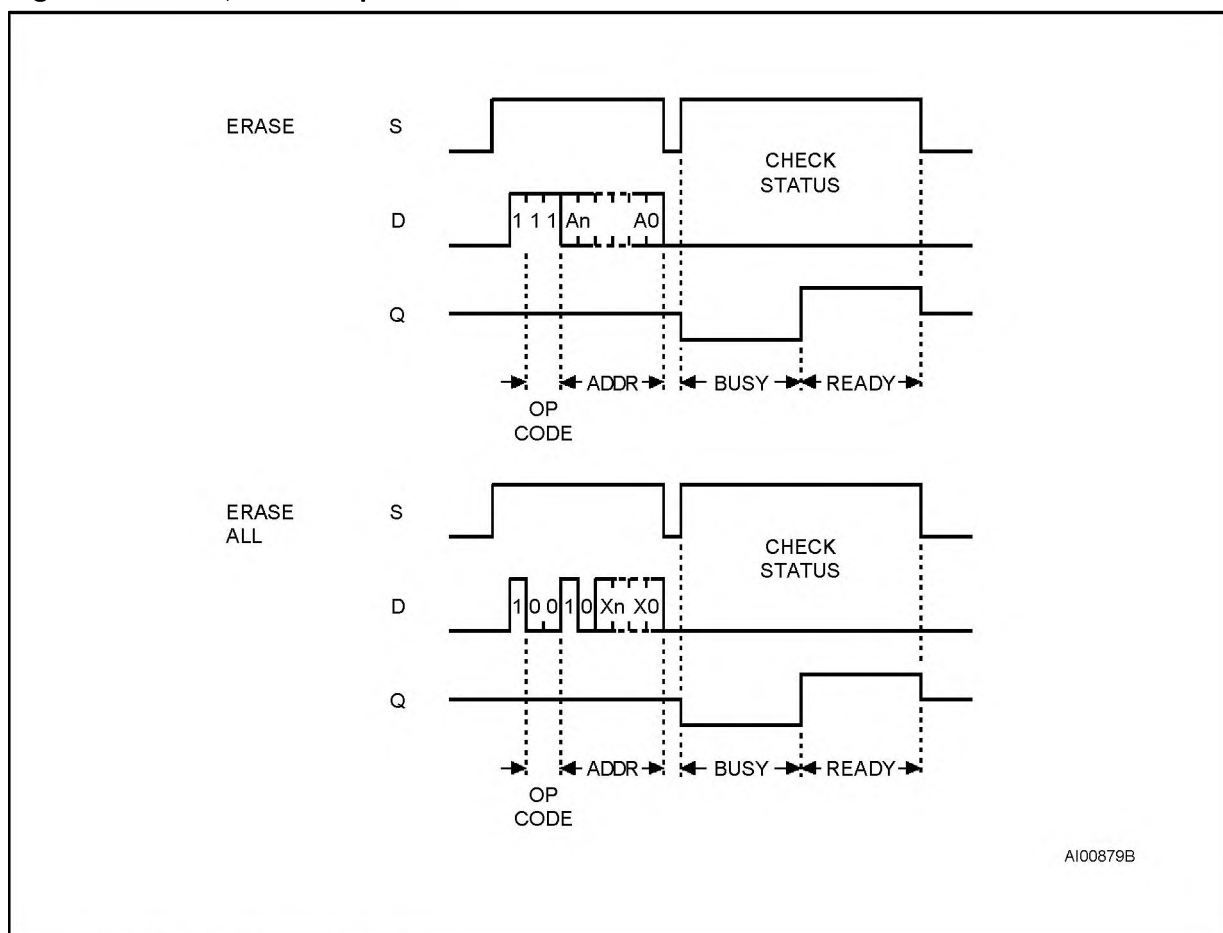 ERASE S
CHECK
STATUS
D 1 1 1 An A0
Q
ADDR BUSY READY
OP
CODE
ERASE
ALL
S
CHECK
STATUS
D 1 0 0 1 0 Xn X0
Q
ADDR BUSY READY
OP
CODE
AI00879B